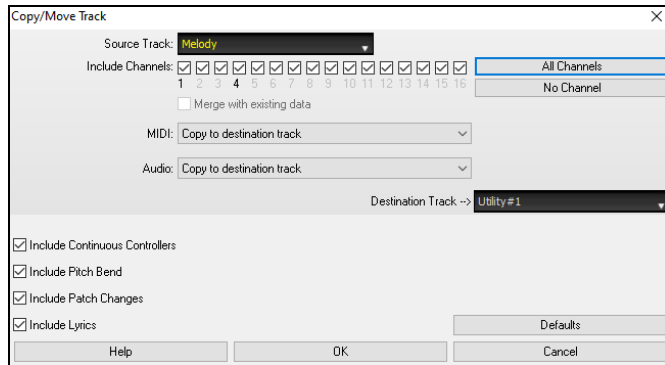 Copy/Move Track
Source Track: Melody
Include Channels:
1 2 3 4 5 6 7 8 9 10 11 12 13 14 15 16
All Channels
No Channel
Merge with existing data
MIDI: Copy to destination track
Audio: Copy to destination track
Destination Track --> Utility#1
Include Continuous Controllers
Include Pitch Bend
Include Patch Changes
Include Lyrics
Defaults
Help OK Cancel